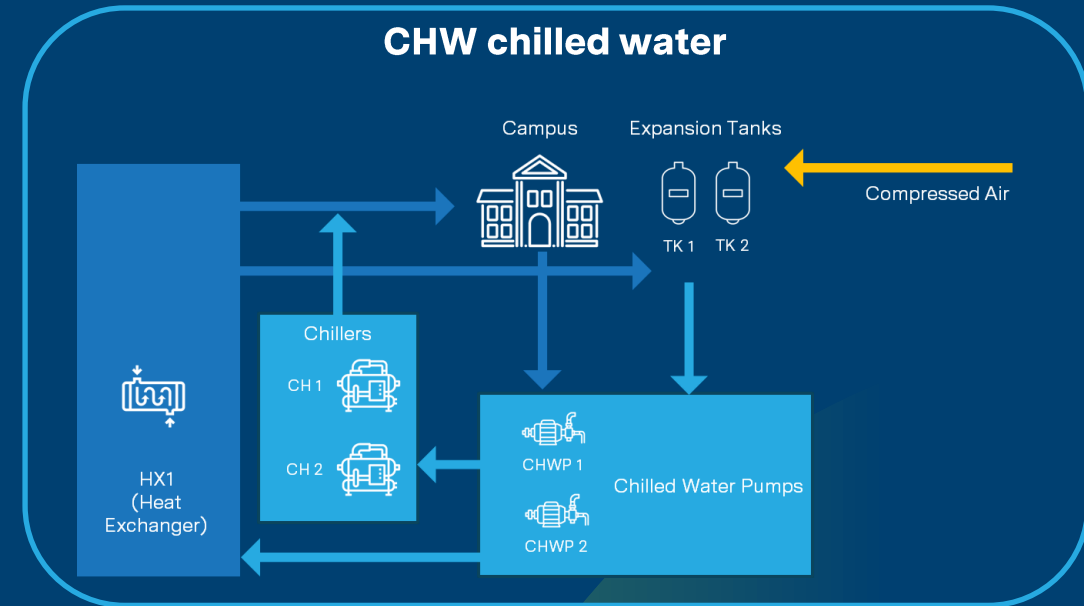 CHW chilled water
Campus
Expansion Tanks
Compressed Air
TK 1
TK 2
Chillers
CH 1
CH 2
HX1
(Heat
Exchanger)
CHWP 1
Chilled Water Pumps
CHWP 2